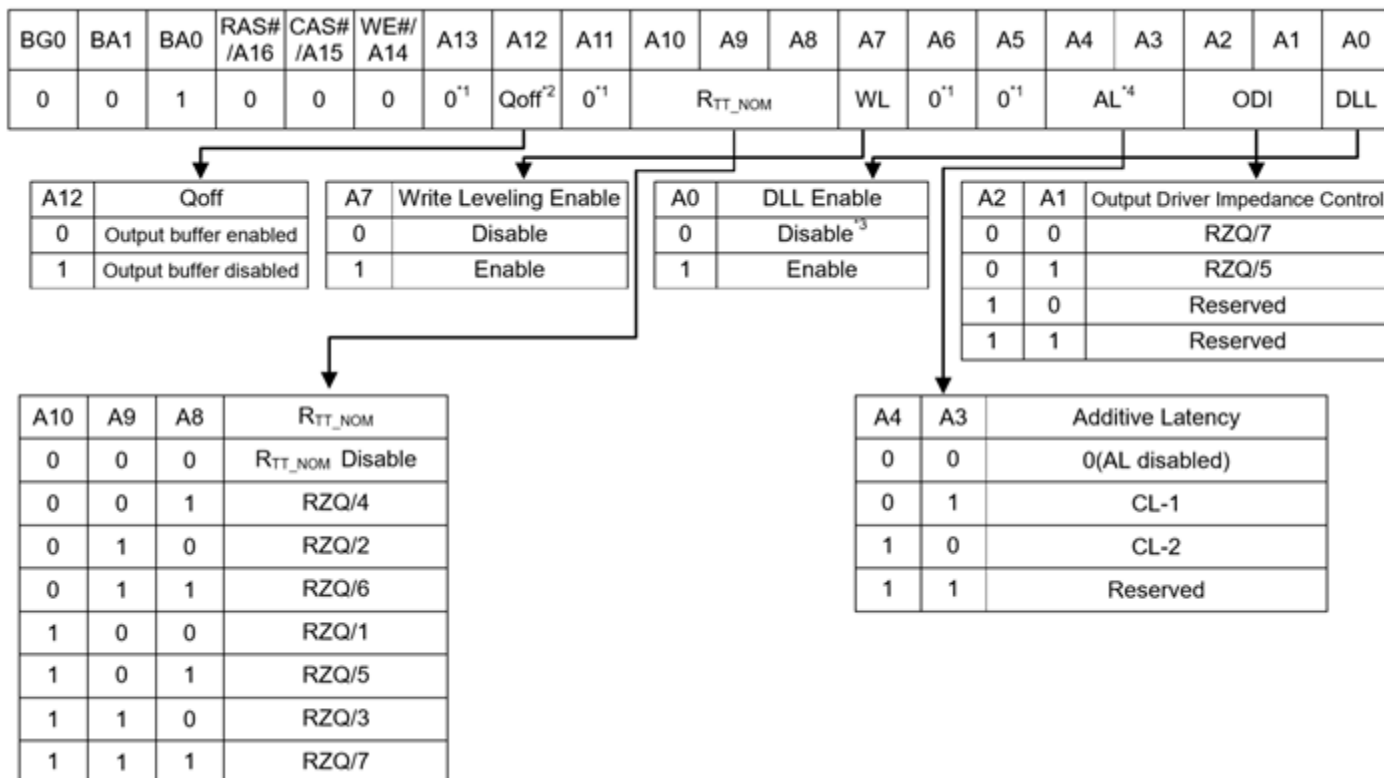 BG0 BA1 BA0 RAS#/A16 CAS#/A15 WE#/A14 A13 A12 A11 A10 A9 A8 A7 A6 A5 A4 A3 A2 A1 A0
0 0 1 0 0 0 0*1 Qoff*2 0*1 RTT_NOM WL 0*1 0*1 AL*4 ODI DLL
A12 Qoff
0 Output buffer enabled
1 Output buffer disabled
A7 Write Leveling Enable
0 Disable
1 Enable
A0 DLL Enable
0 Disable*3
1 Enable
A2 A1 Output Driver Impedance Control
0 0 RZQ/7
0 1 RZQ/5
1 0 Reserved
1 1 Reserved
A10 A9 A8 RTT_NOM
0 0 0 RTT_NOM Disable
0 0 1 RZQ/4
0 1 0 RZQ/2
0 1 1 RZQ/6
1 0 0 RZQ/1
1 0 1 RZQ/5
1 1 0 RZQ/3
1 1 1 RZQ/7
A4 A3 Additive Latency
0 0 0(AL disabled)
0 1 CL-1
1 0 CL-2
1 1 Reserved